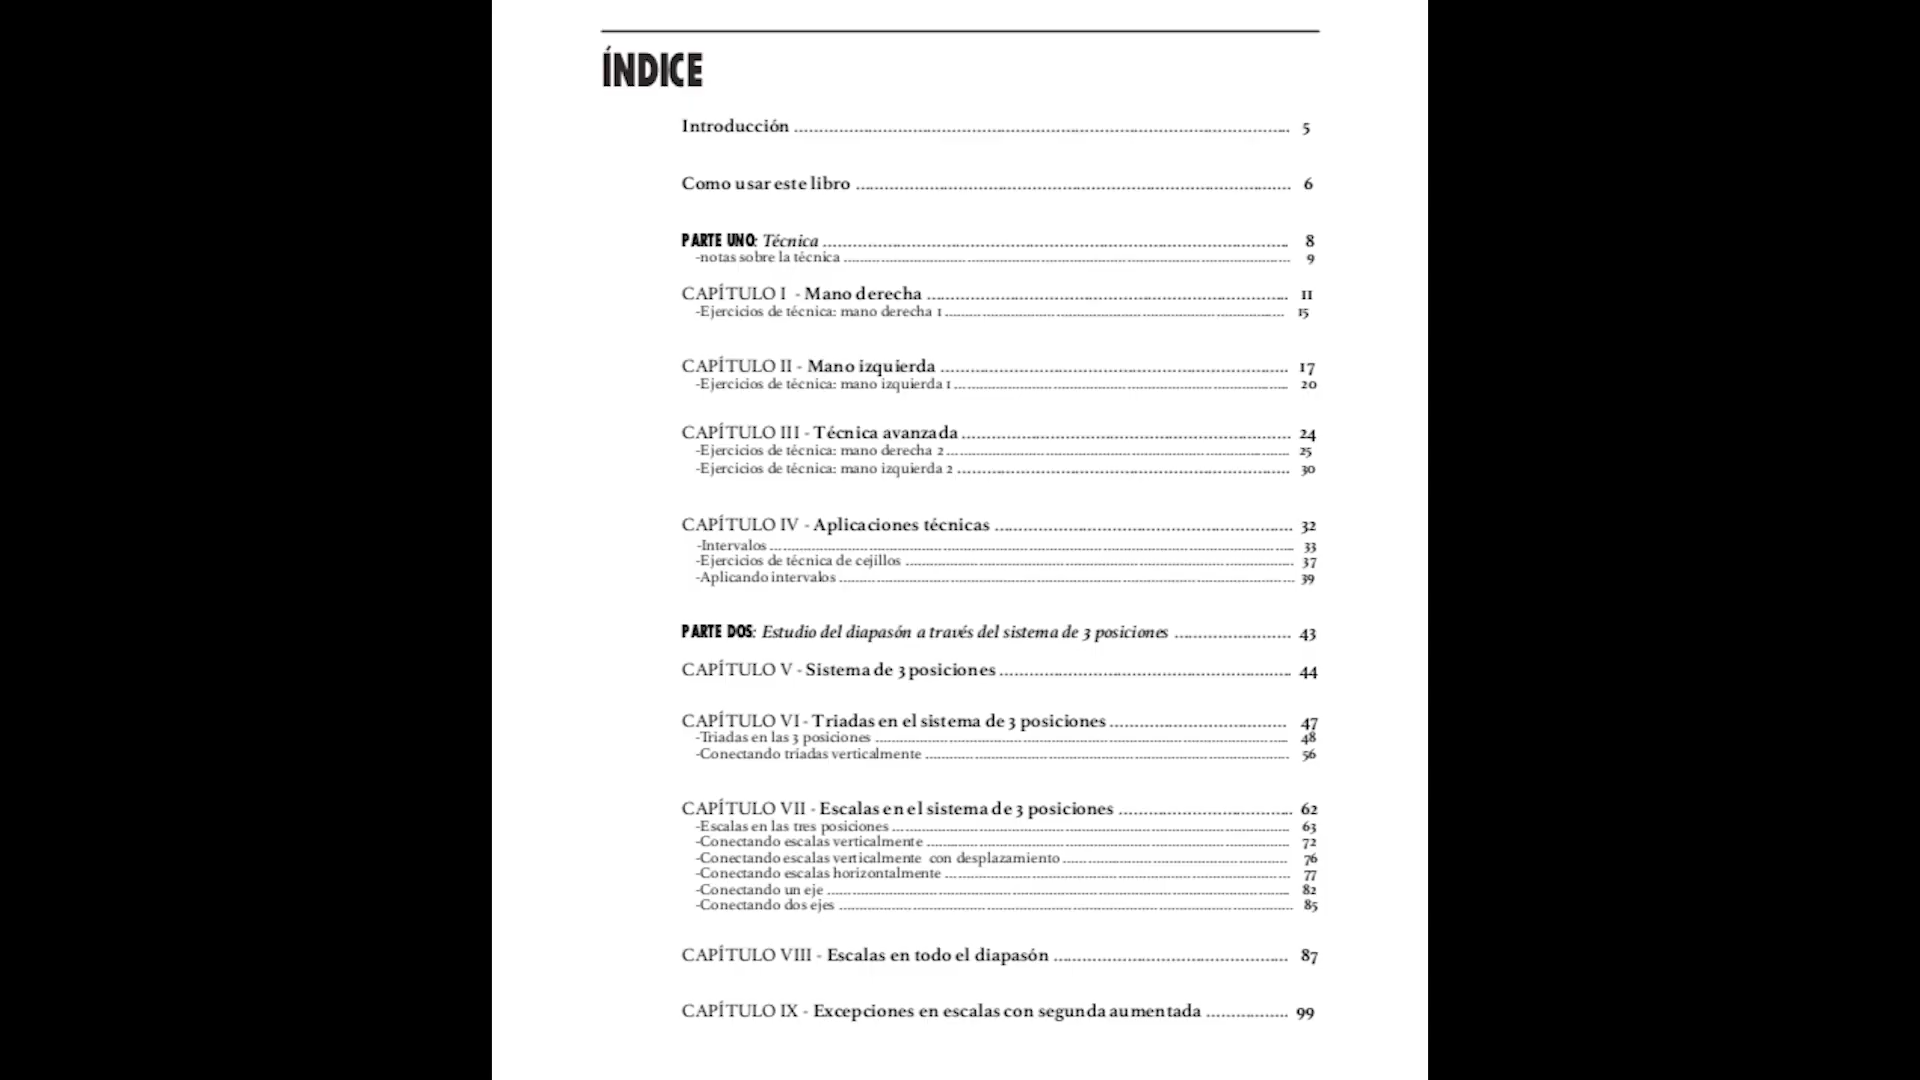 ÍNDICE
Introducción ........ 5
Como usar este libro ........ 6
PARTE UNO: Técnica ........ 8
-notas sobre la técnica ........ 9
CAPÍTULO I - Mano derecha ........ 11
-Ejercicios de técnica: mano derecha 1 ........ 15
CAPÍTULO II - Mano izquierda ........ 17
-Ejercicios de técnica: mano izquierda 1 ........ 20
CAPÍTULO III - Técnica avanzada ........ 24
-Ejercicios de técnica: mano derecha 2 ........ 25
-Ejercicios de técnica: mano izquierda 2 ........ 30
CAPÍTULO IV - Aplicaciones técnicas ........ 32
-Intervalos ........ 33
-Ejercicios de técnica de cejillos ........ 37
-Aplicando intervalos ........ 39
PARTE DOS: Estudio del diapasón a través del sistema de 3 posiciones ........ 43
CAPÍTULO V - Sistema de 3 posiciones ........ 44
CAPÍTULO VI - Triadas en el sistema de 3 posiciones ........ 47
-Triadas en las 3 posiciones ........ 48
-Conectando triadas verticalmente ........ 56
CAPÍTULO VII - Escalas en el sistema de 3 posiciones ........ 62
-Escalas en las tres posiciones ........ 63
-Conectando escalas verticalmente ........ 72
-Conectando escalas verticalmente con desplazamiento ........ 76
-Conectando escalas horizontalmente ........ 77
-Conectando un eje ........ 82
-Conectando dos ejes ........ 85
CAPÍTULO VIII - Escalas en todo el diapasón ........ 87
CAPÍTULO IX - Excepciones en escalas con segunda aumentada ........ 99